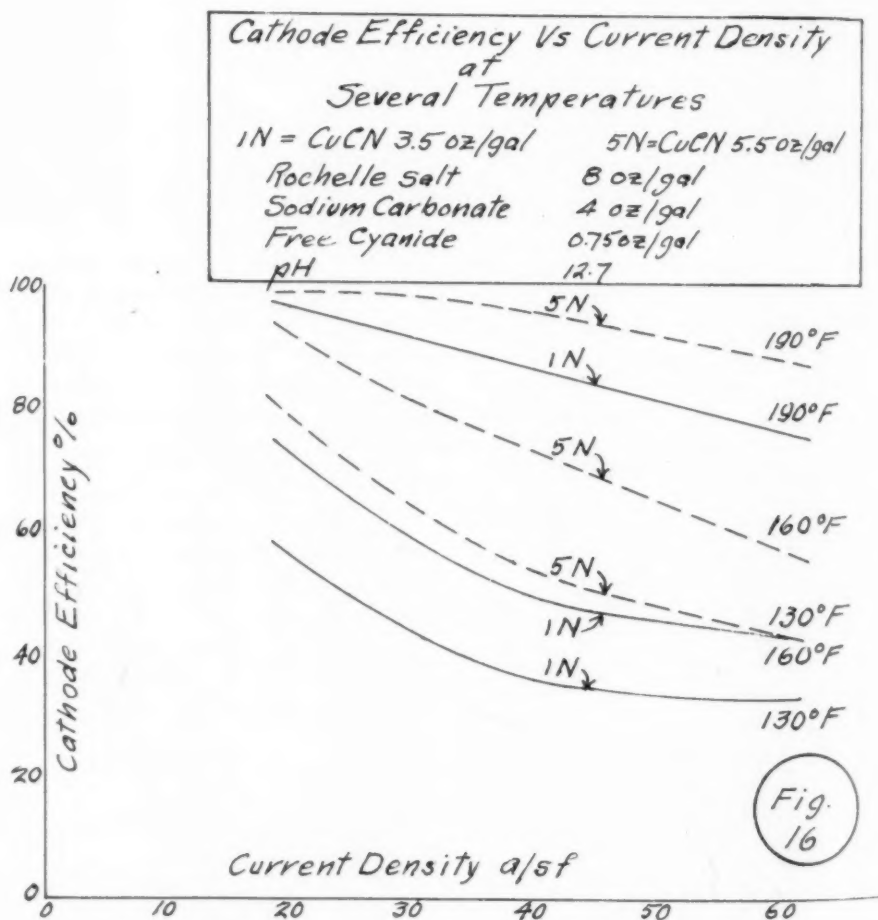 Cathode Efficiency Vs Current Density
at
Several Temperatures
1N = CuCN 3.5 oz/gal 5N=CuCN 5.5 oz/gal
Rochelle salt 8 oz/gal
Sodium Carbonate 4 oz/gal
Free Cyanide 0.75 oz/gal
pH 12.7
100
80
60
40
20
0
Cathode Efficiency %
5N
190°F
1N
190°F
5N
160°F
5N
130°F
1N
160°F
1N
130°F
Fig.
16
Current Density a/sf
0 10 20 30 40 50 60